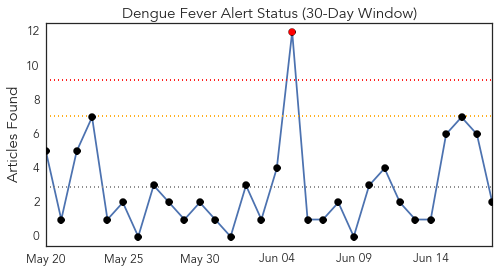 Dengue Fever Alert Status (30-Day Window)
Articles Found
12
10
8
6
4
2
0
May 20
May 25
May 30
Jun 04
Jun 09
Jun 14